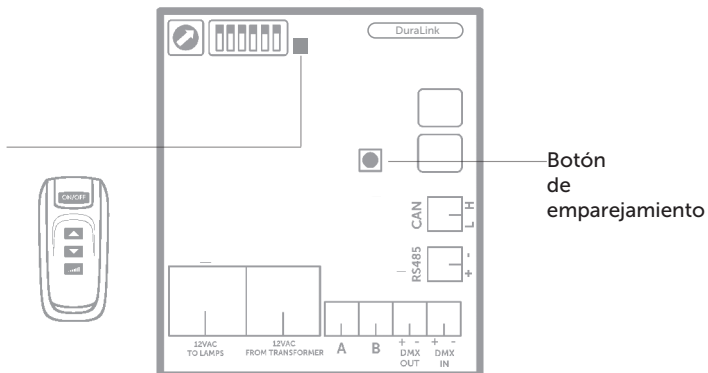 DuraLink
Botón
de
emparejamiento
ON/OFF
CAN
H
L
RS485
-
+
12VAC
TO LAMPS
12VAC
FROM TRANSFORMER
A
B
+ -
DMX
OUT
+ -
DMX
IN